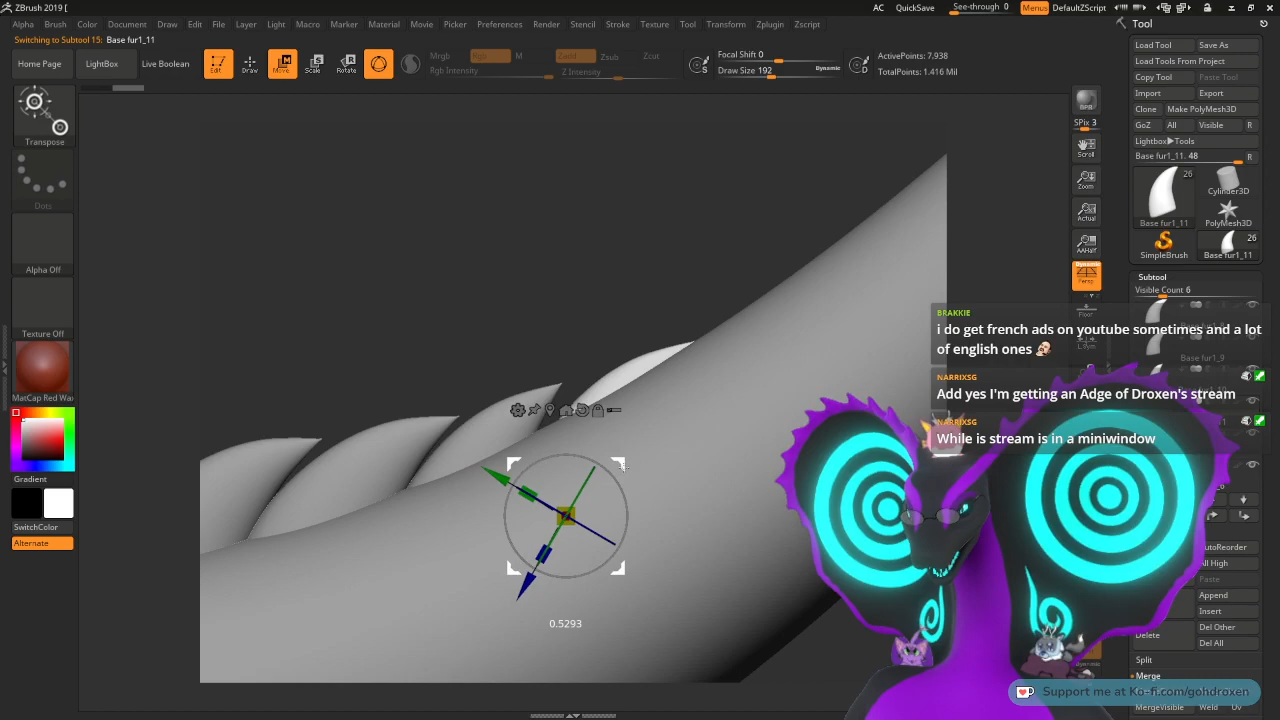 ZBrush 2019 [
AC
QuickSave
See-through 0
Menus
DefaultZScript
Alpha
Brush
Color
Document
Draw
Edit
File
Layer
Light
Macro
Marker
Material
Movie
Picker
Preferences
Render
Stencil
Stroke
Texture
Tool
Transform
Zplugin
Zscript
Tool
Switching to Subtool 15: Base fur1_11
Home Page
LightBox
Live Boolean
Edit
Draw
Move
Scale
Rotate
Mrgb
Rgb
M
Rgb Intensity
Zadd
Zsub
Zcut
Z Intensity
Focal Shift 0
Draw Size 192
Dynamic
ActivePoints: 7.938
TotalPoints: 1.416 Mil
Transpose
Dots
Alpha Off
Texture Off
MatCap Red Wa
Gradient
SwitchColor
Alternate
BPR
SPix 3
Scroll
Zoom
Actual
AAHalf
Dynamic
Persp
Floor
Load Tool
Save As
Load Tools From Project
Copy Tool
Paste Tool
Import
Export
Clone
Make PolyMesh3D
GoZ
All
Visible
R
Lightbox▶Tools
Base fur1_11. 48
R
26
Cylinder3D
Base fur1_11
PolyMesh3D
26
SimpleBrush
Base fur1_11
Subtool
Visible Count 6
BRAKKIE
i do get french ads on youtube sometimes and a lot
of english ones
Base fur1_9
NARRIXSG
Add yes I'm getting an Adge of Droxen's stream
NARRIXSG
While is stream is in a miniwindow
0.5293
AutoReorder
All High
Paste
Append
Insert
Del Other
Delete
Del All
Split
Merge
Support me at Ko-fi.com/gohdroxen
MergeVisible
Weld
Uv